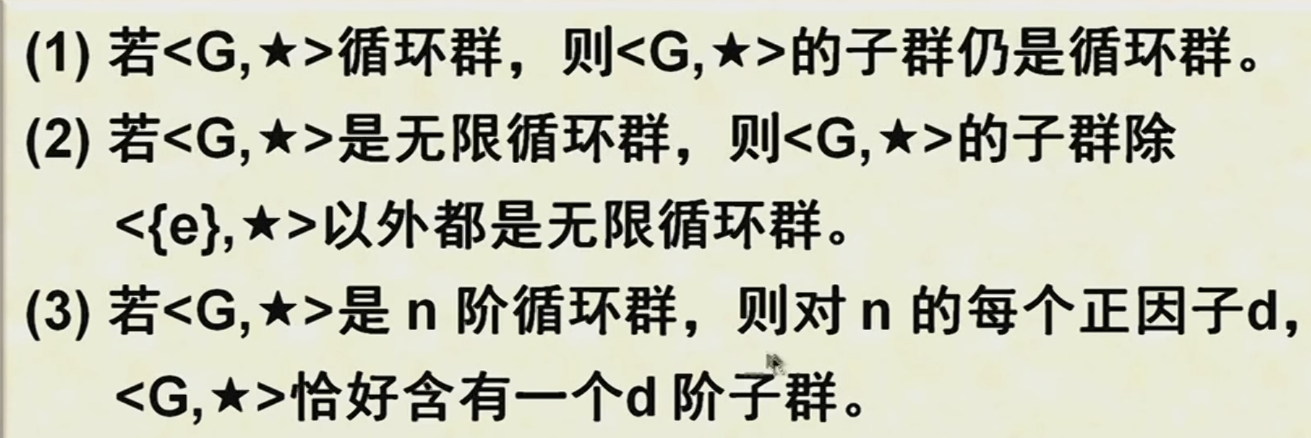 (1) 若<G,★>循环群，则<G,★>的子群仍是循环群。
(2) 若<G,★>是无限循环群，则<G,★>的子群除
<{e},★>以外都是无限循环群。
(3) 若<G,★>是 n 阶循环群，则对 n 的每个正因子d，
<G,★>恰好含有一个d 阶子群。